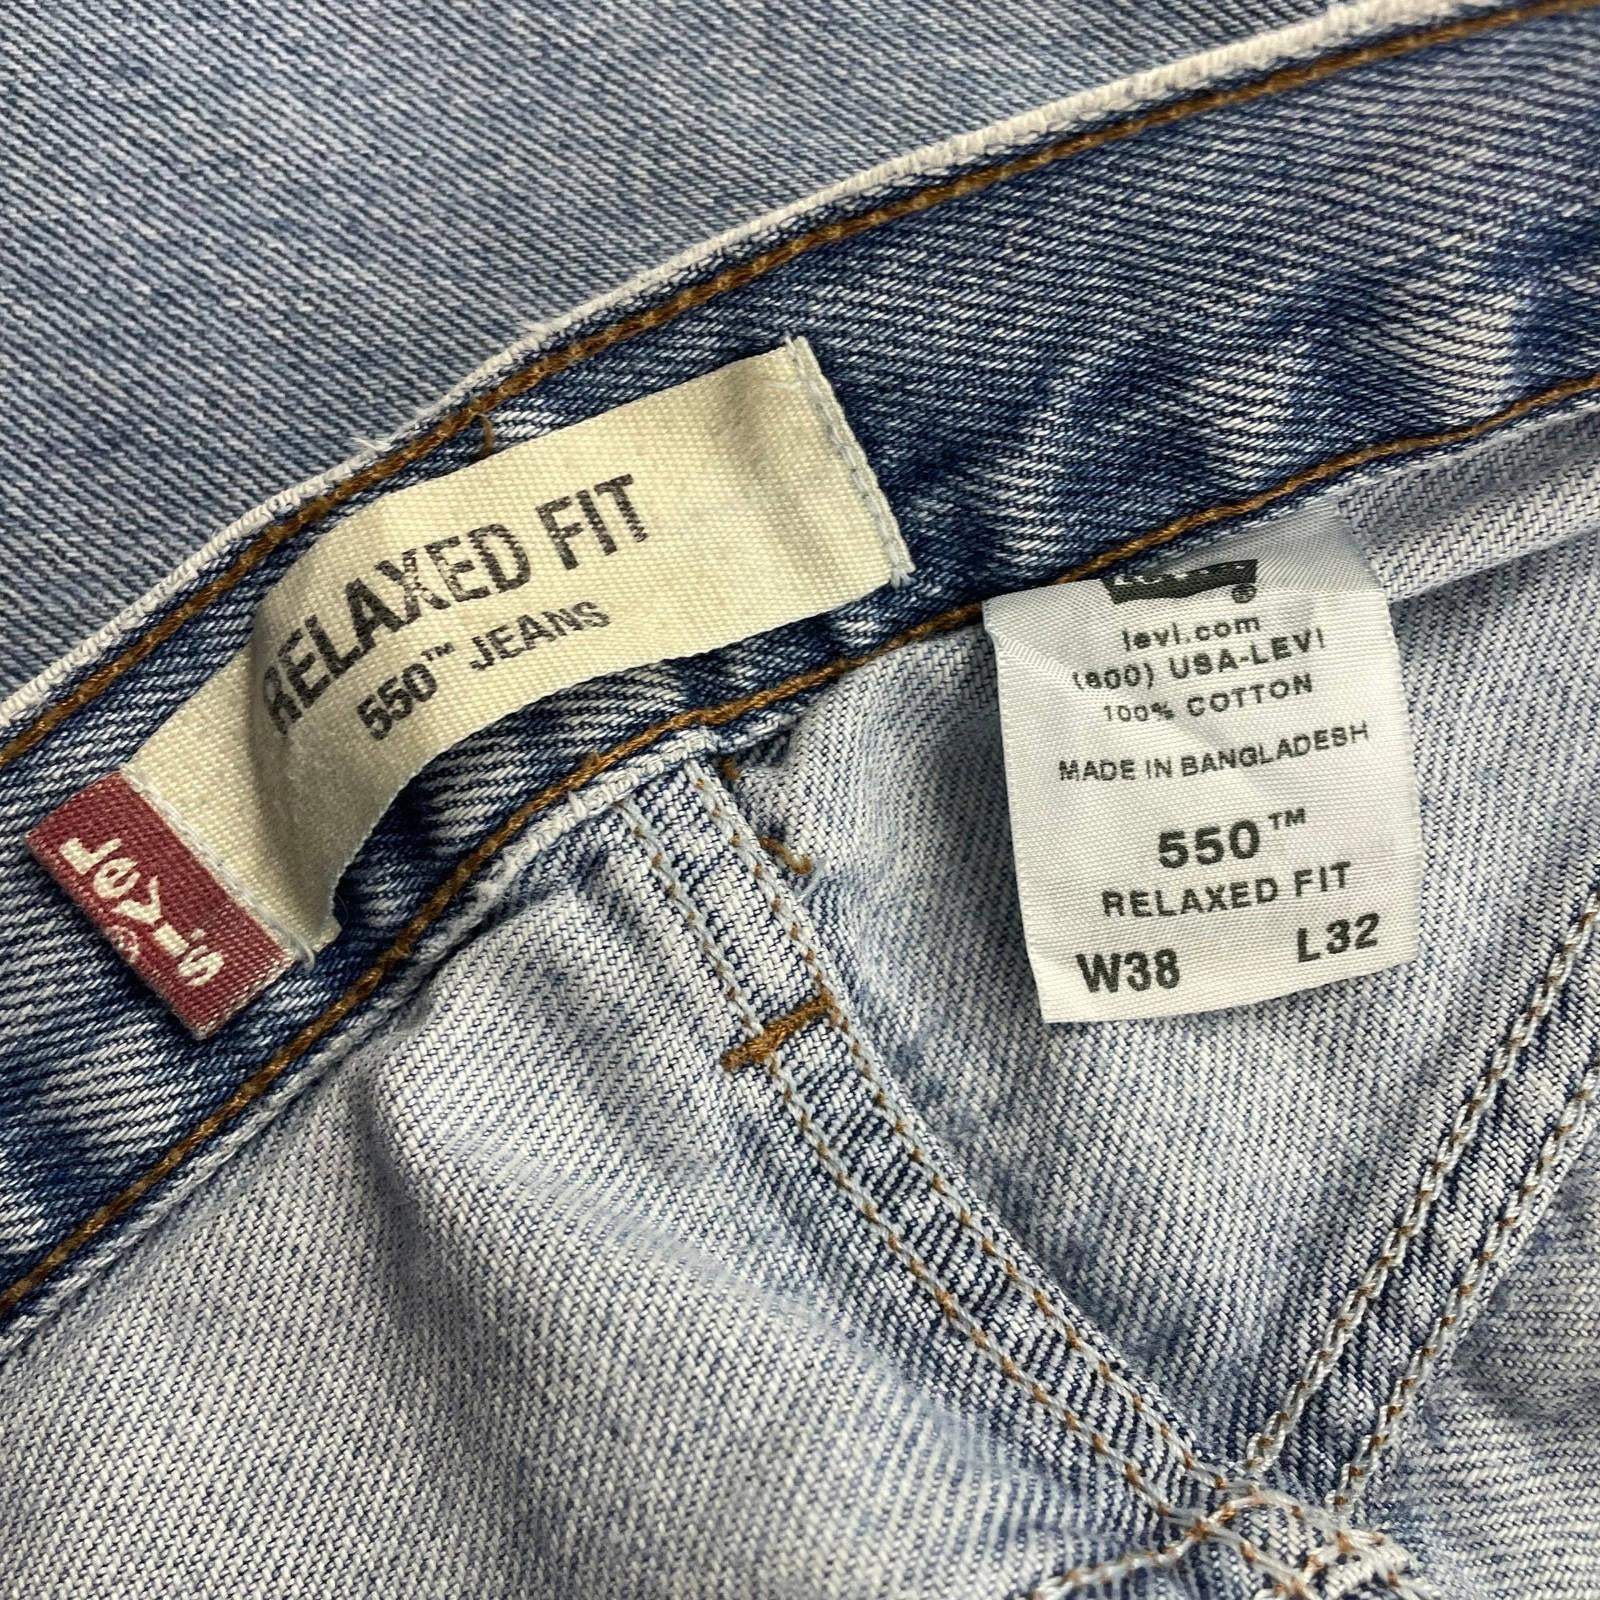 RELAXED FIT
550™ JEANS
Levi's
®
®
levi.com
(800) USA-LEVI
100% COTTON
MADE IN BANGLADESH
550™
RELAXED FIT
W38 L32